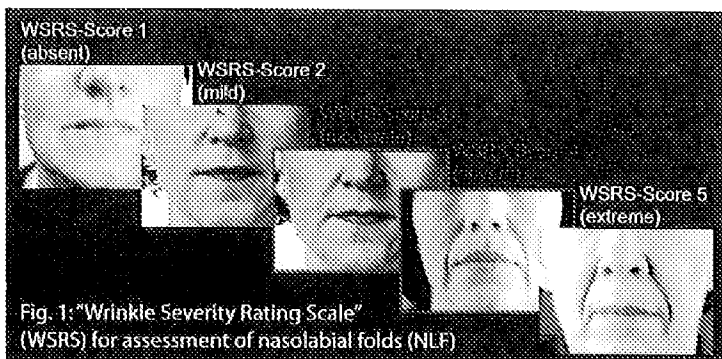 WSRS-Score 1
(absent)
WSRS-Score 2
(mild)
WSRS-Score 5
(extreme)
Fig. 1: "Wrinkle Severity Rating Scale"
(WSRS) for assessment of nasolabial folds (NLF)